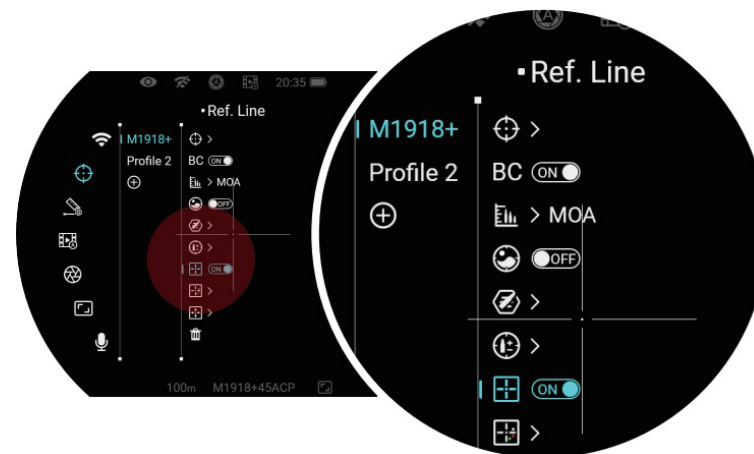 20:35
•Ref. Line
M1918+
Profile 2
BC ON
> MOA
OFF
>
>
ON
>
>
100m M1918+45ACP
•Ref. Line
M1918+
>
Profile 2
BC ON
> MOA
OFF
>
>
ON
>